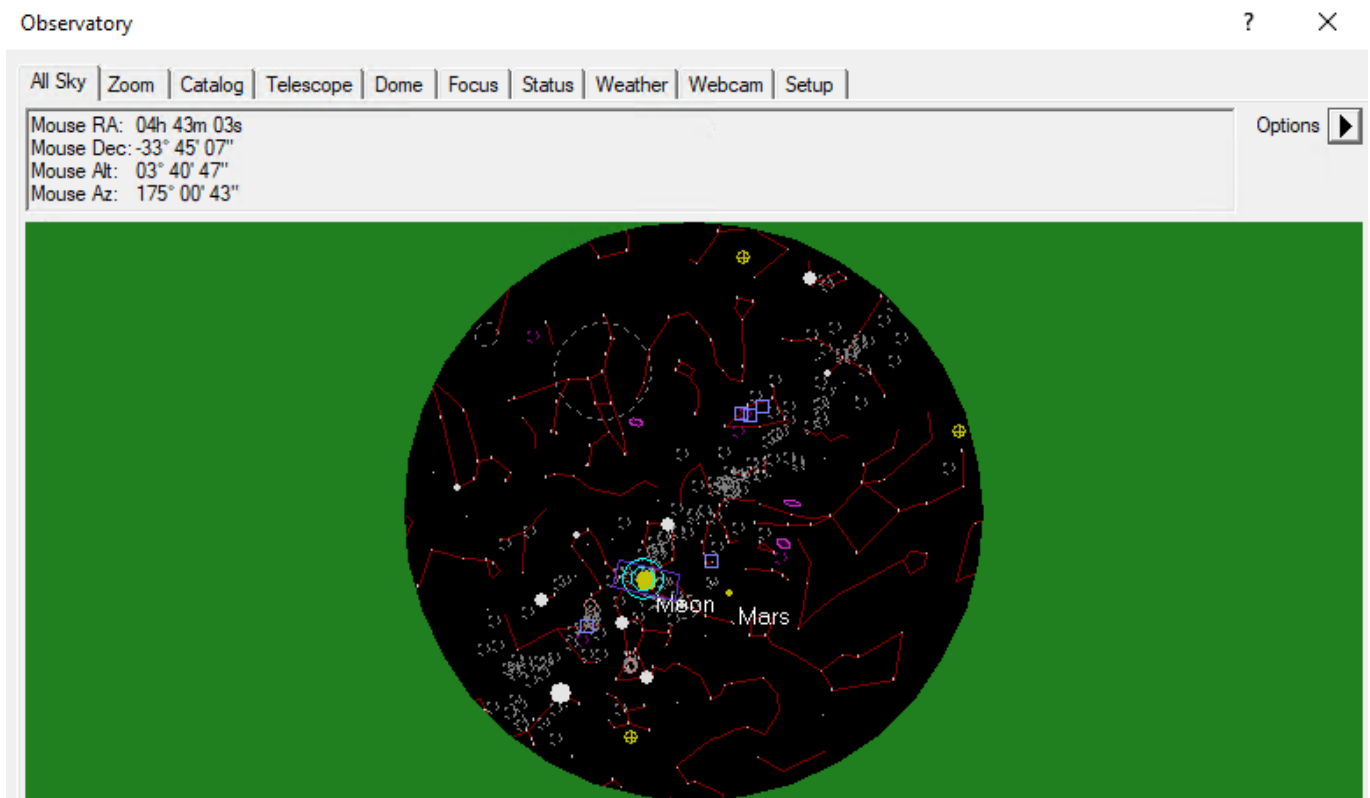 Observatory ? ×
All Sky Zoom Catalog Telescope Dome Focus Status Weather Webcam Setup
Mouse RA: 04h 43m 03s
Mouse Dec: -33° 45' 07"
Mouse Alt: 03° 40' 47"
Mouse Az: 175° 00' 43"
Options
Moon
Mars